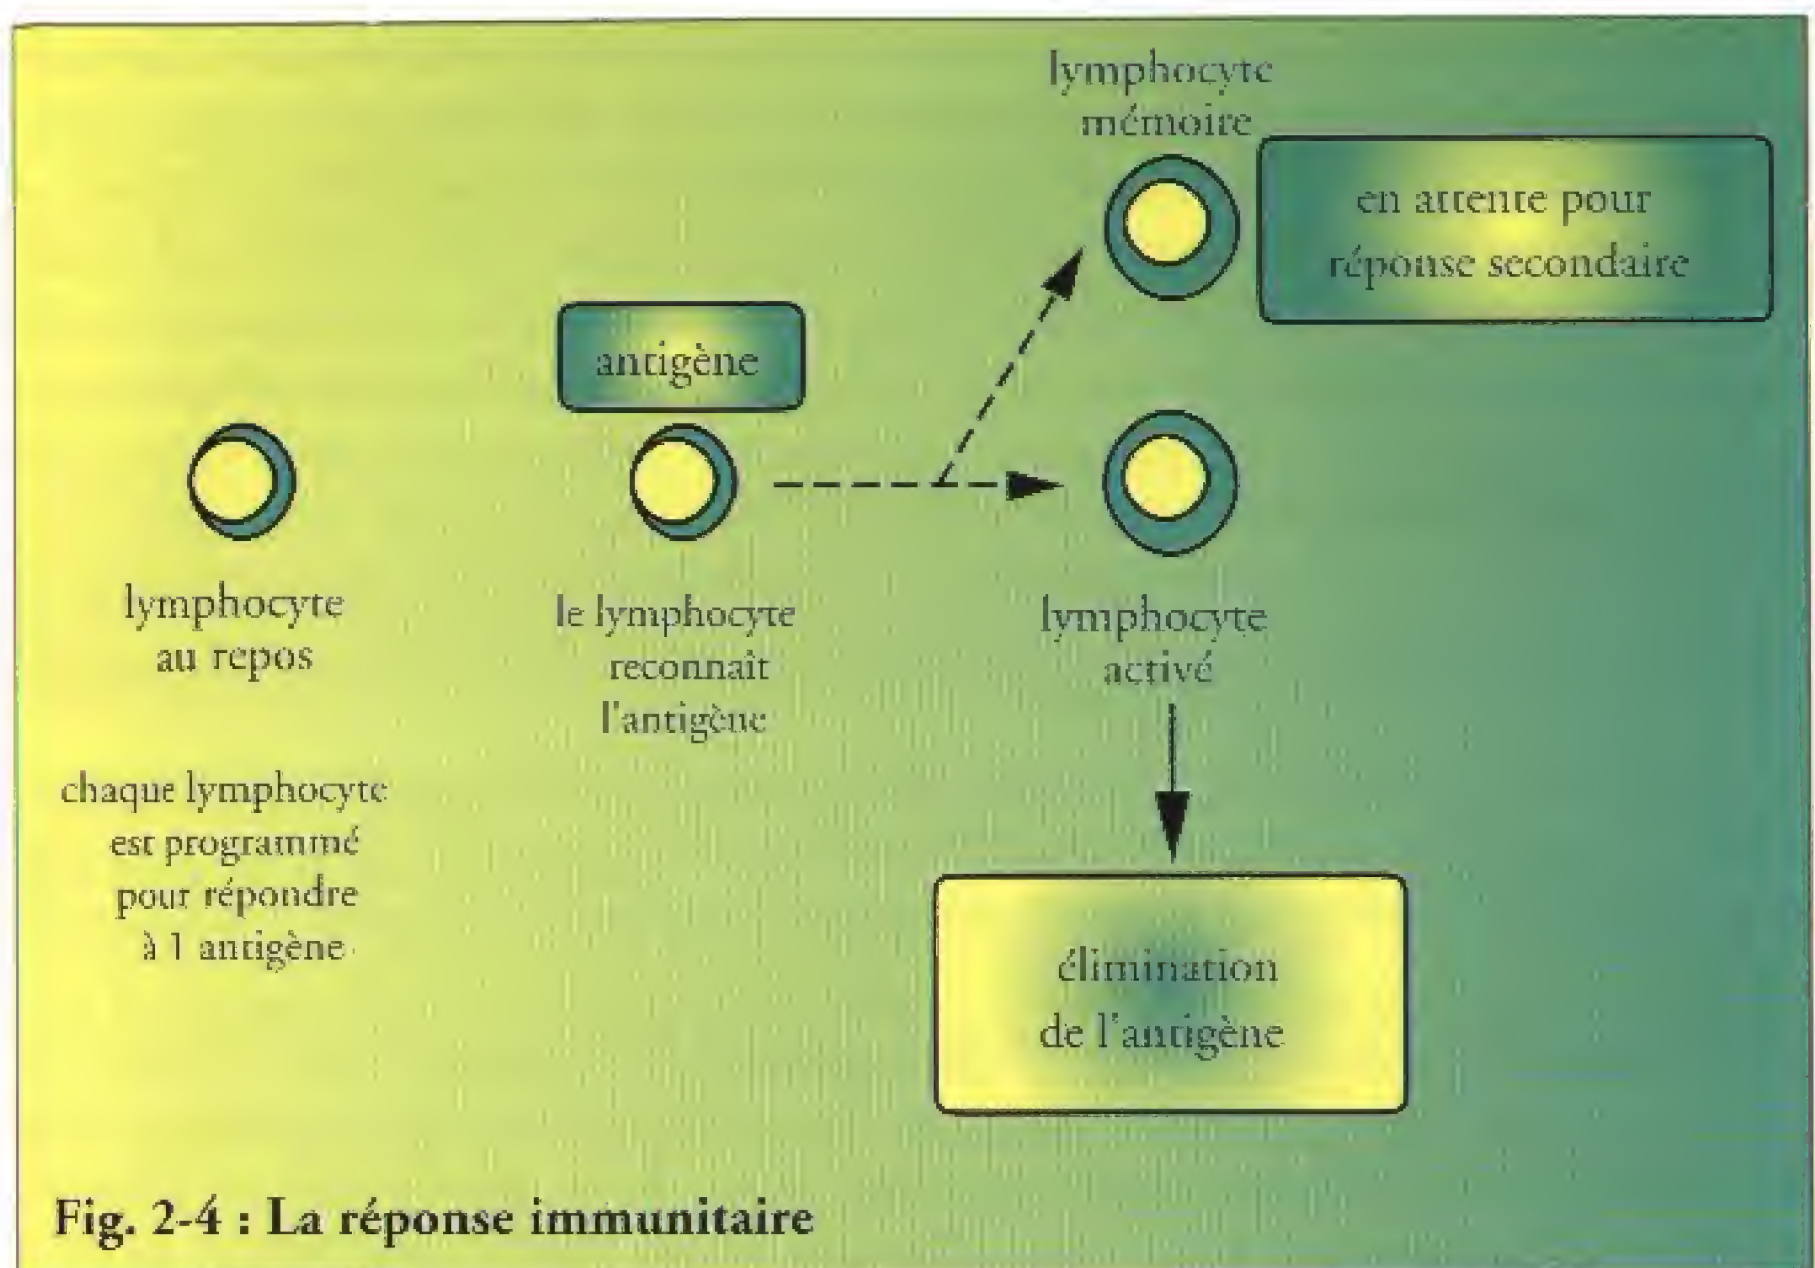 lymphocyte
mémoire
en attente pour
réponse secondaire
antigène
lymphocyte
au repos
le lymphocyte
reconnaît
l'antigène
lymphocyte
activé
chaque lymphocyte
est programmé
pour répondre
à 1 antigène
élimination
de l'antigène
Fig. 2-4 : La réponse immunitaire